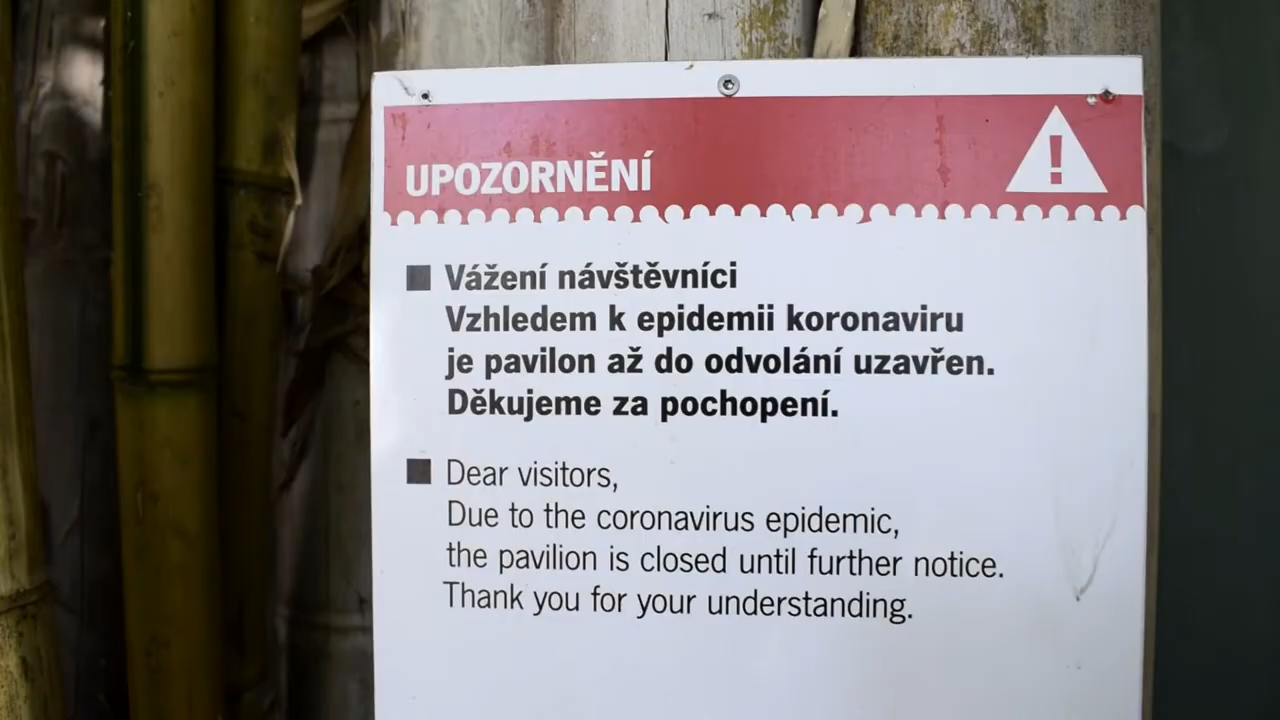 UPOZORNĚNÍ
Vážení návštěvníci
Vzhledem k epidemii koronaviru
je pavilon až do odvolání uzavřen.
Děkujeme za pochopení.
Dear visitors,
Due to the coronavirus epidemic,
the pavilion is closed until further notice.
Thank you for your understanding.